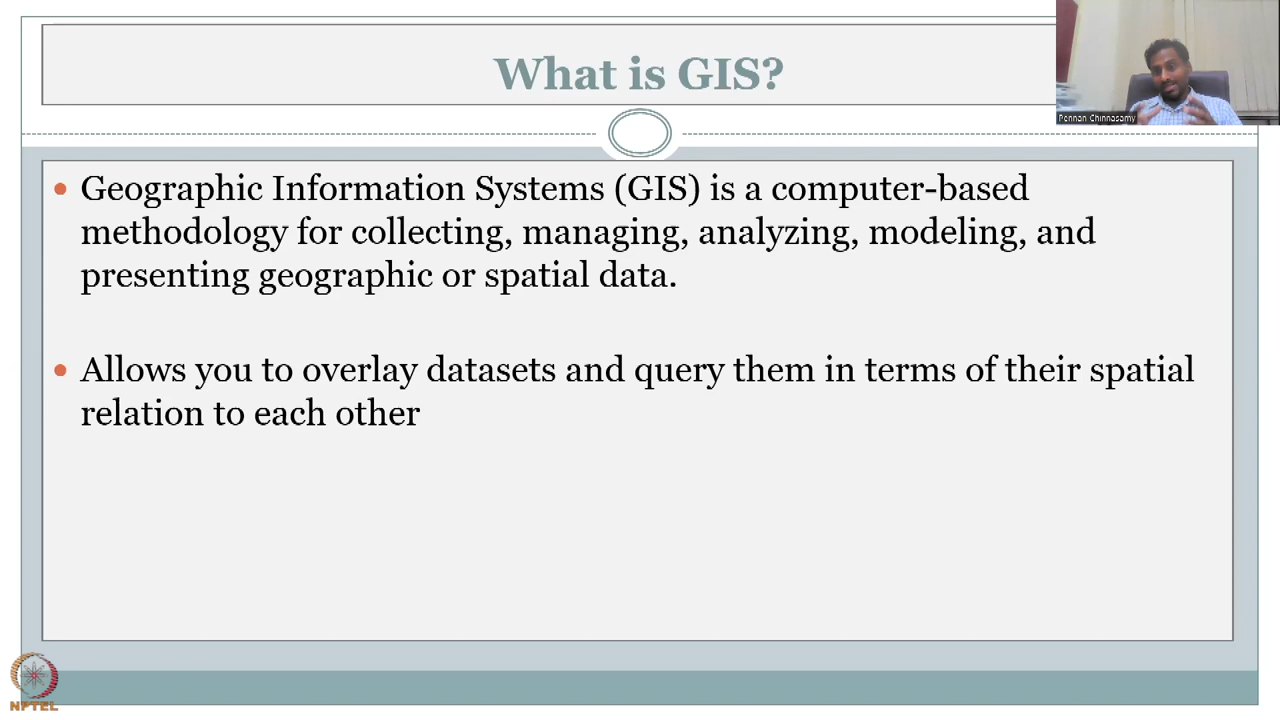 What is GIS?
Pennan Chinnasamy
• Geographic Information Systems (GIS) is a computer-based
methodology for collecting, managing, analyzing, modeling, and
presenting geographic or spatial data.
• Allows you to overlay datasets and query them in terms of their spatial
relation to each other
NPTEL